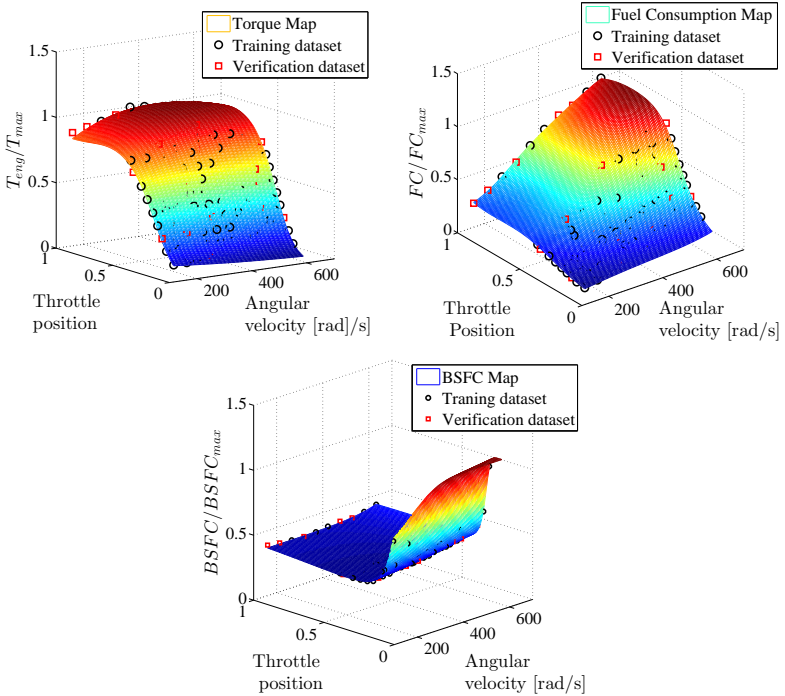 Torque Map
Training dataset
Verification dataset
1.5
1
0.5
0
T_eng/T_max
1
0.5
0
Throttle
position
200
400
600
Angular
velocity [rad]/s]
Fuel Consumption Map
Training dataset
Verification dataset
1.5
1
0.5
0
FC/FC_max
1
0.5
0
Throttle
Position
200
400
600
Angular
velocity [rad/s]
BSFC Map
Traning dataset
Verification dataset
1.5
1
0.5
0
BSFC/BSFC_max
1
0.5
0
Throttle
position
200
400
600
Angular
velocity [rad/s]